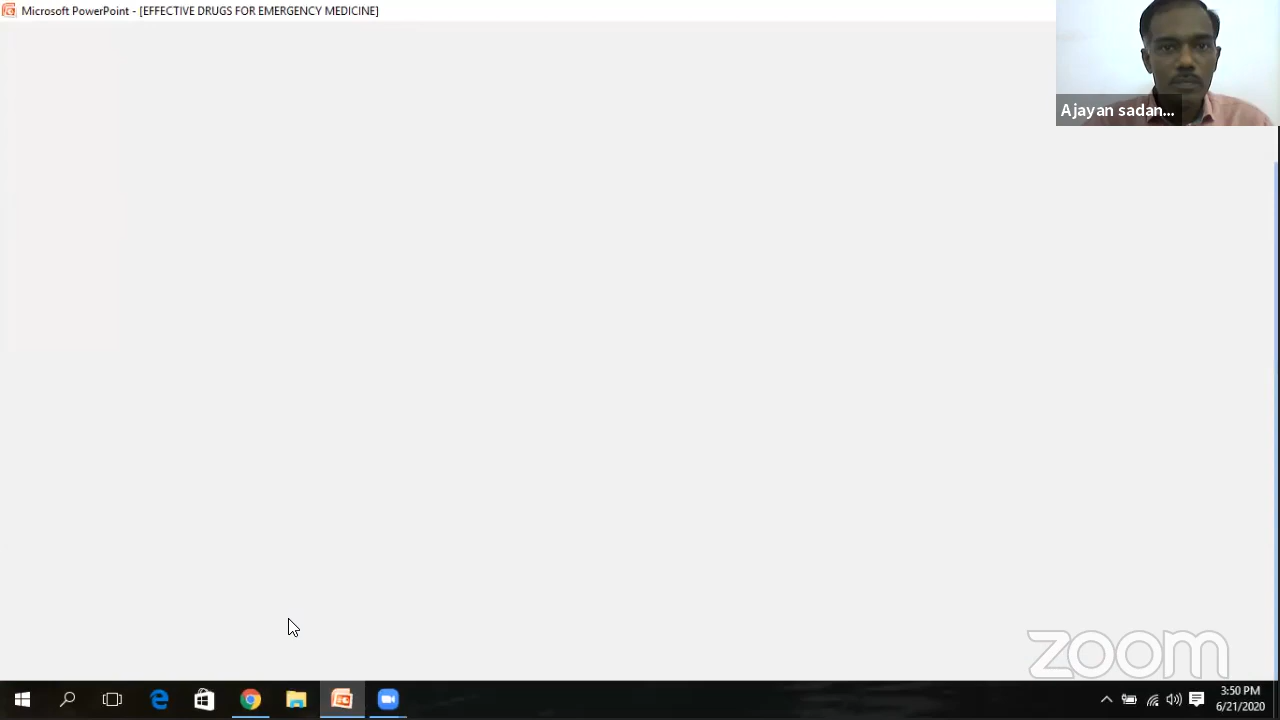 Microsoft PowerPoint - [EFFECTIVE DRUGS FOR EMERGENCY MEDICINE]
Ajayan sadan...
zoom
3:50 PM
6/21/2020